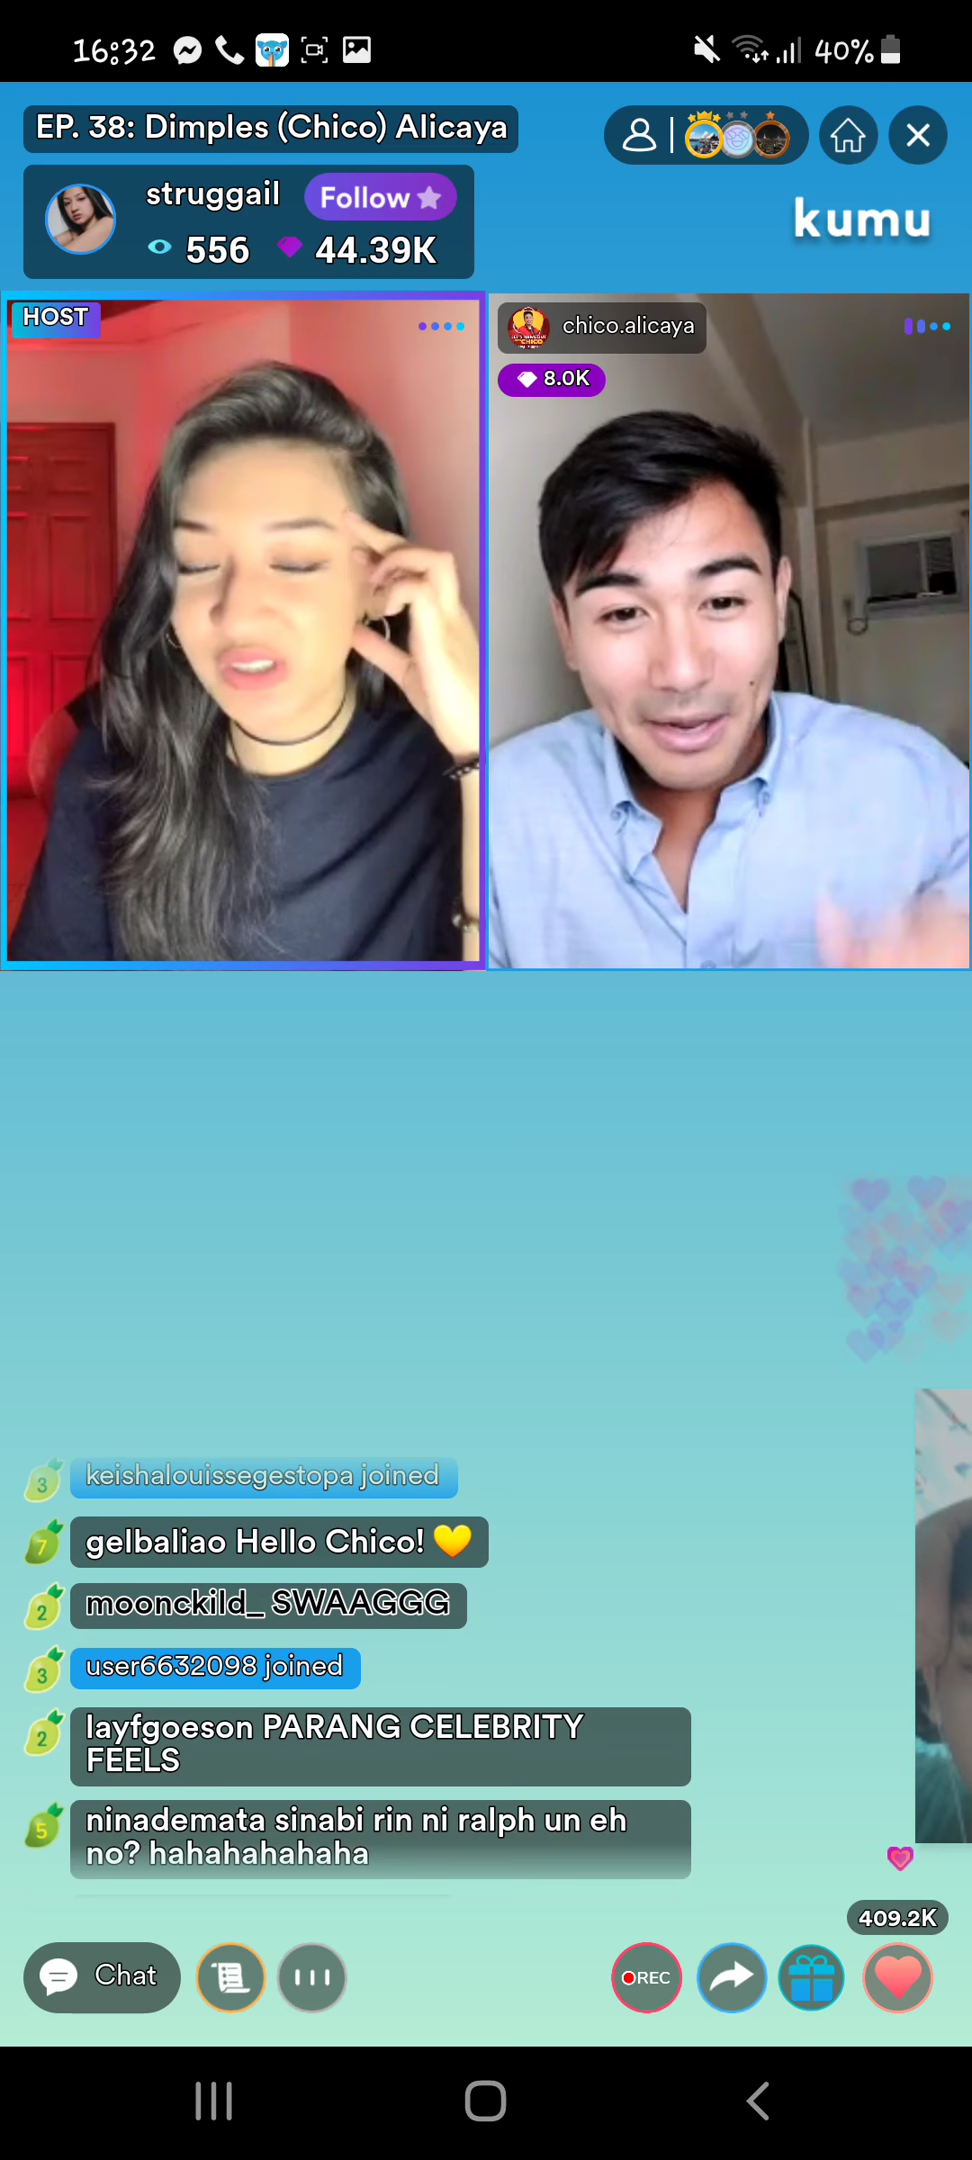 16:32
40%
EP. 38: Dimples (Chico) Alicaya
struggail
Follow
556
44.39K
kumu
HOST
chico.alicaya
8.0K
3
keishalouissegestopa joined
7
gelbaliao Hello Chico! 💛
2
moonckild_ SWAAGGG
3
user6632098 joined
2
layfgoeson PARANG CELEBRITY
FEELS
5
ninademata sinabi rin ni ralph un eh
no? hahahahahaha
409.2K
Chat
REC